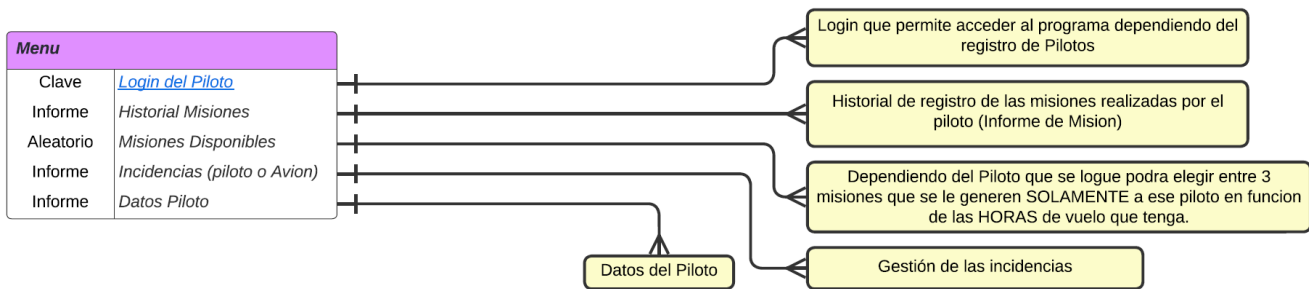 Menu
Clave Login del Piloto
Informe Historial Misiones
Aleatorio Misiones Disponibles
Informe Incidencias (piloto o Avion)
Informe Datos Piloto
Login que permite acceder al programa dependiendo del
registro de Pilotos
Historial de registro de las misiones realizadas por el
piloto (Informe de Mision)
Dependiendo del Piloto que se logue podra elegir entre 3
misiones que se le generen SOLAMENTE a ese piloto en funcion
de las HORAS de vuelo que tenga.
Datos del Piloto
Gestión de las incidencias